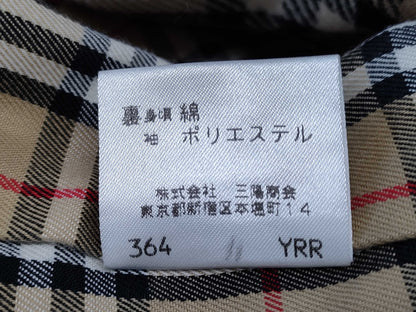 裏 身頃 綿
袖 ポリエステル
株式会社 三陽商会
東京都新宿区本塩町14
364 11 YRR